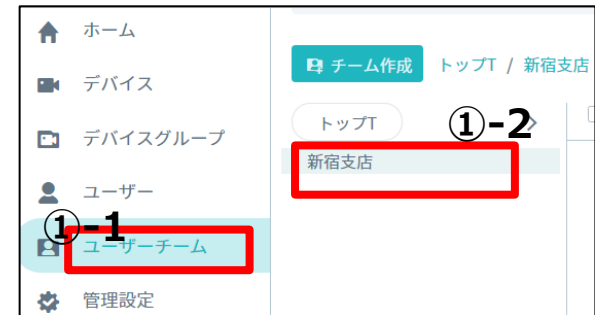 ホーム
デバイス
デバイスグループ
ユーザー
①-1
ユーザーチーム
管理設定
チーム作成 トップT / 新宿支店
トップT
①-2
新宿支店